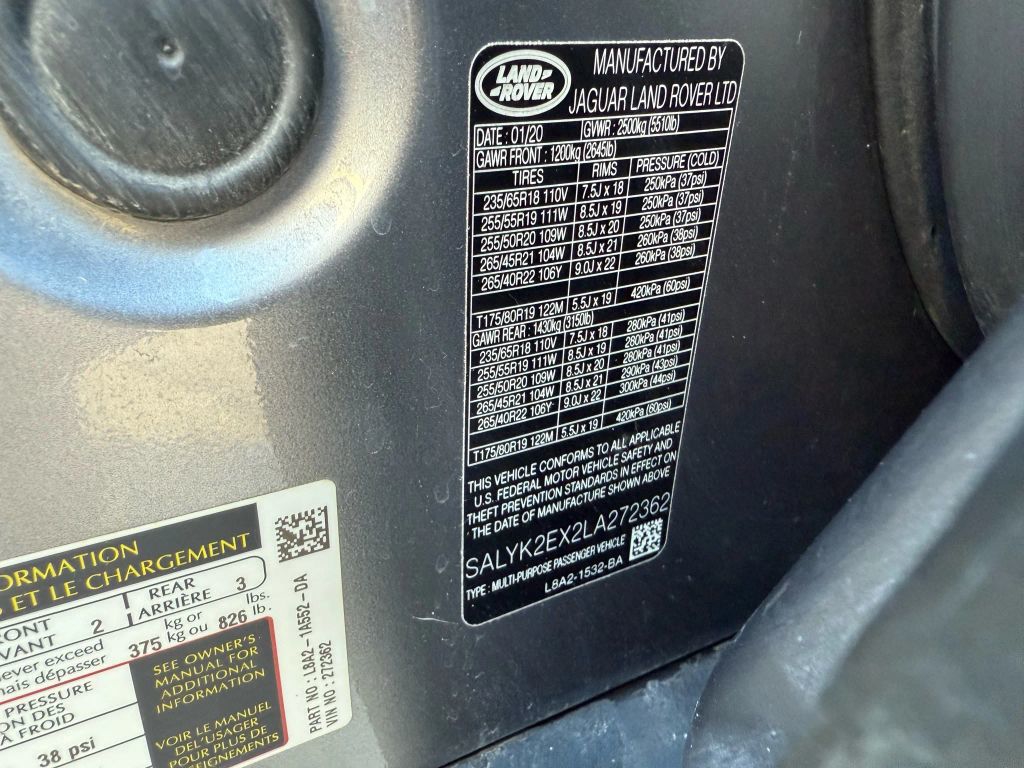 LAND ROVER
MANUFACTURED BY
JAGUAR LAND ROVER LTD
DATE : 01/20 GVWR : 2500kg (5510lb)
GAWR FRONT : 1200kg (2645lb)
TIRES RIMS PRESSURE (COLD)
235/65R18 110V 7.5J x 18 250kPa (37psi)
255/55R19 111W 8.5J x 19 250kPa (37psi)
255/50R20 109W 8.5J x 20 250kPa (37psi)
265/45R21 104W 8.5J x 21 260kPa (38psi)
265/40R22 106Y 9.0J x 22 260kPa (38psi)
T175/80R19 122M 5.5J x 19 420kPa (60psi)
GAWR REAR : 1430kg (3150lb)
235/65R18 110V 7.5J x 18 280kPa (41psi)
255/55R19 111W 8.5J x 19 280kPa (41psi)
255/50R20 109W 8.5J x 20 280kPa (41psi)
265/45R21 104W 8.5J x 21 290kPa (43psi)
265/40R22 106Y 9.0J x 22 300kPa (44psi)
T175/80R19 122M 5.5J x 19 420kPa (60psi)
THIS VEHICLE CONFORMS TO ALL APPLICABLE
U.S. FEDERAL MOTOR VEHICLE SAFETY AND
THEFT PREVENTION STANDARDS IN EFFECT ON
THE DATE OF MANUFACTURE SHOWN ABOVE
SALYK2EX2LA272362
TYPE : MULTI-PURPOSE PASSENGER VEHICLE
L8A2-1532-BA
ORMATION
ET LE CHARGEMENT
RONT 2 REAR 3
VANT ARRIÈRE
ever exceed 375 kg or 826 lbs.
mais dépasser kg ou lb.
PRESSURE
ON DES
À FROID
38 psi
SEE OWNER'S
MANUAL FOR
ADDITIONAL
INFORMATION
VOIR LE MANUEL
DE L'USAGER
POUR PLUS DE
SEIGNEMENTS
PART NO : L8A2-1A552-DA
VIN NO : 272362